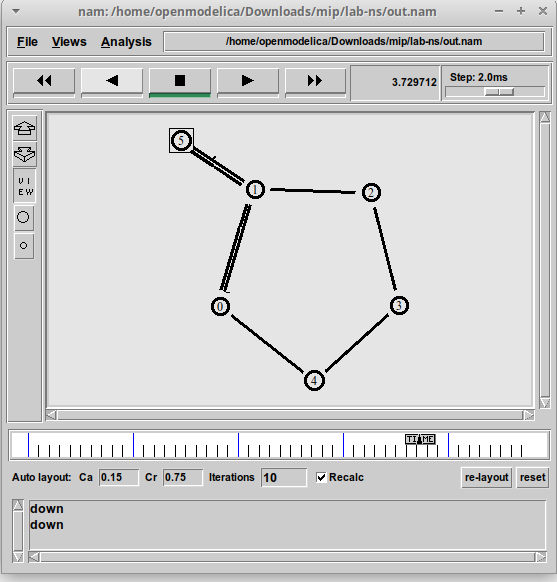 nam: /home/openmodelica/Downloads/mip/lab-ns/out.nam
File Views Analysis /home/openmodelica/Downloads/mip/lab-ns/out.nam
3.729712 Step: 2.0ms
5
1 2
V I
E W
0 3
4
TIME
Auto layout: Ca 0.15 Cr 0.75 Iterations 10 Recalc re-layout reset
down
down